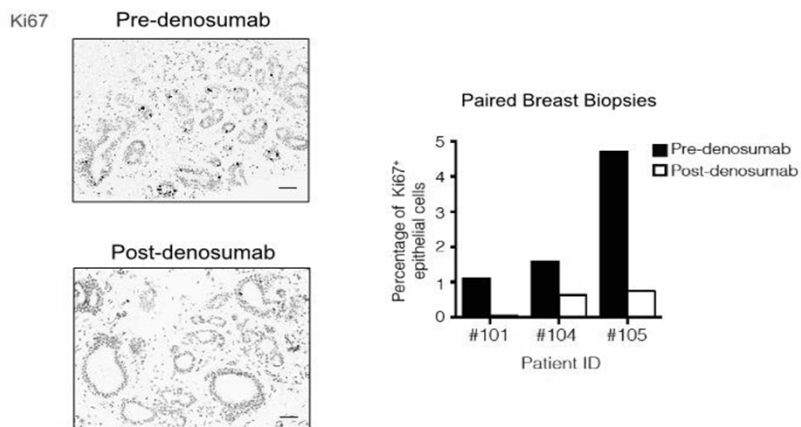 Ki67
Pre-denosumab
Post-denosumab
Paired Breast Biopsies
Percentage of Ki67⁺
epithelial cells
5
4
3
2
1
0
#101
#104
#105
Patient ID
Pre-denosumab
Post-denosumab